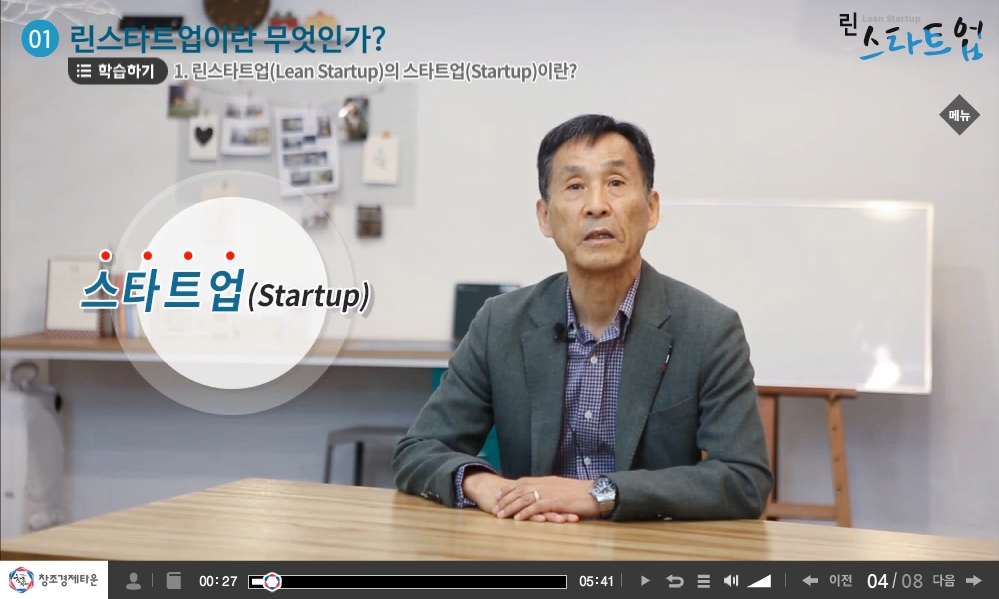 01 린스타트업이란 무엇인가?
학습하기 1. 린스타트업(Lean Startup)의 스타트업(Startup)이란?
린 Lean Startup
스타트업
메뉴
스타트업(Startup)
창조경제타운 00:27 05:41 이전 04/08 다음